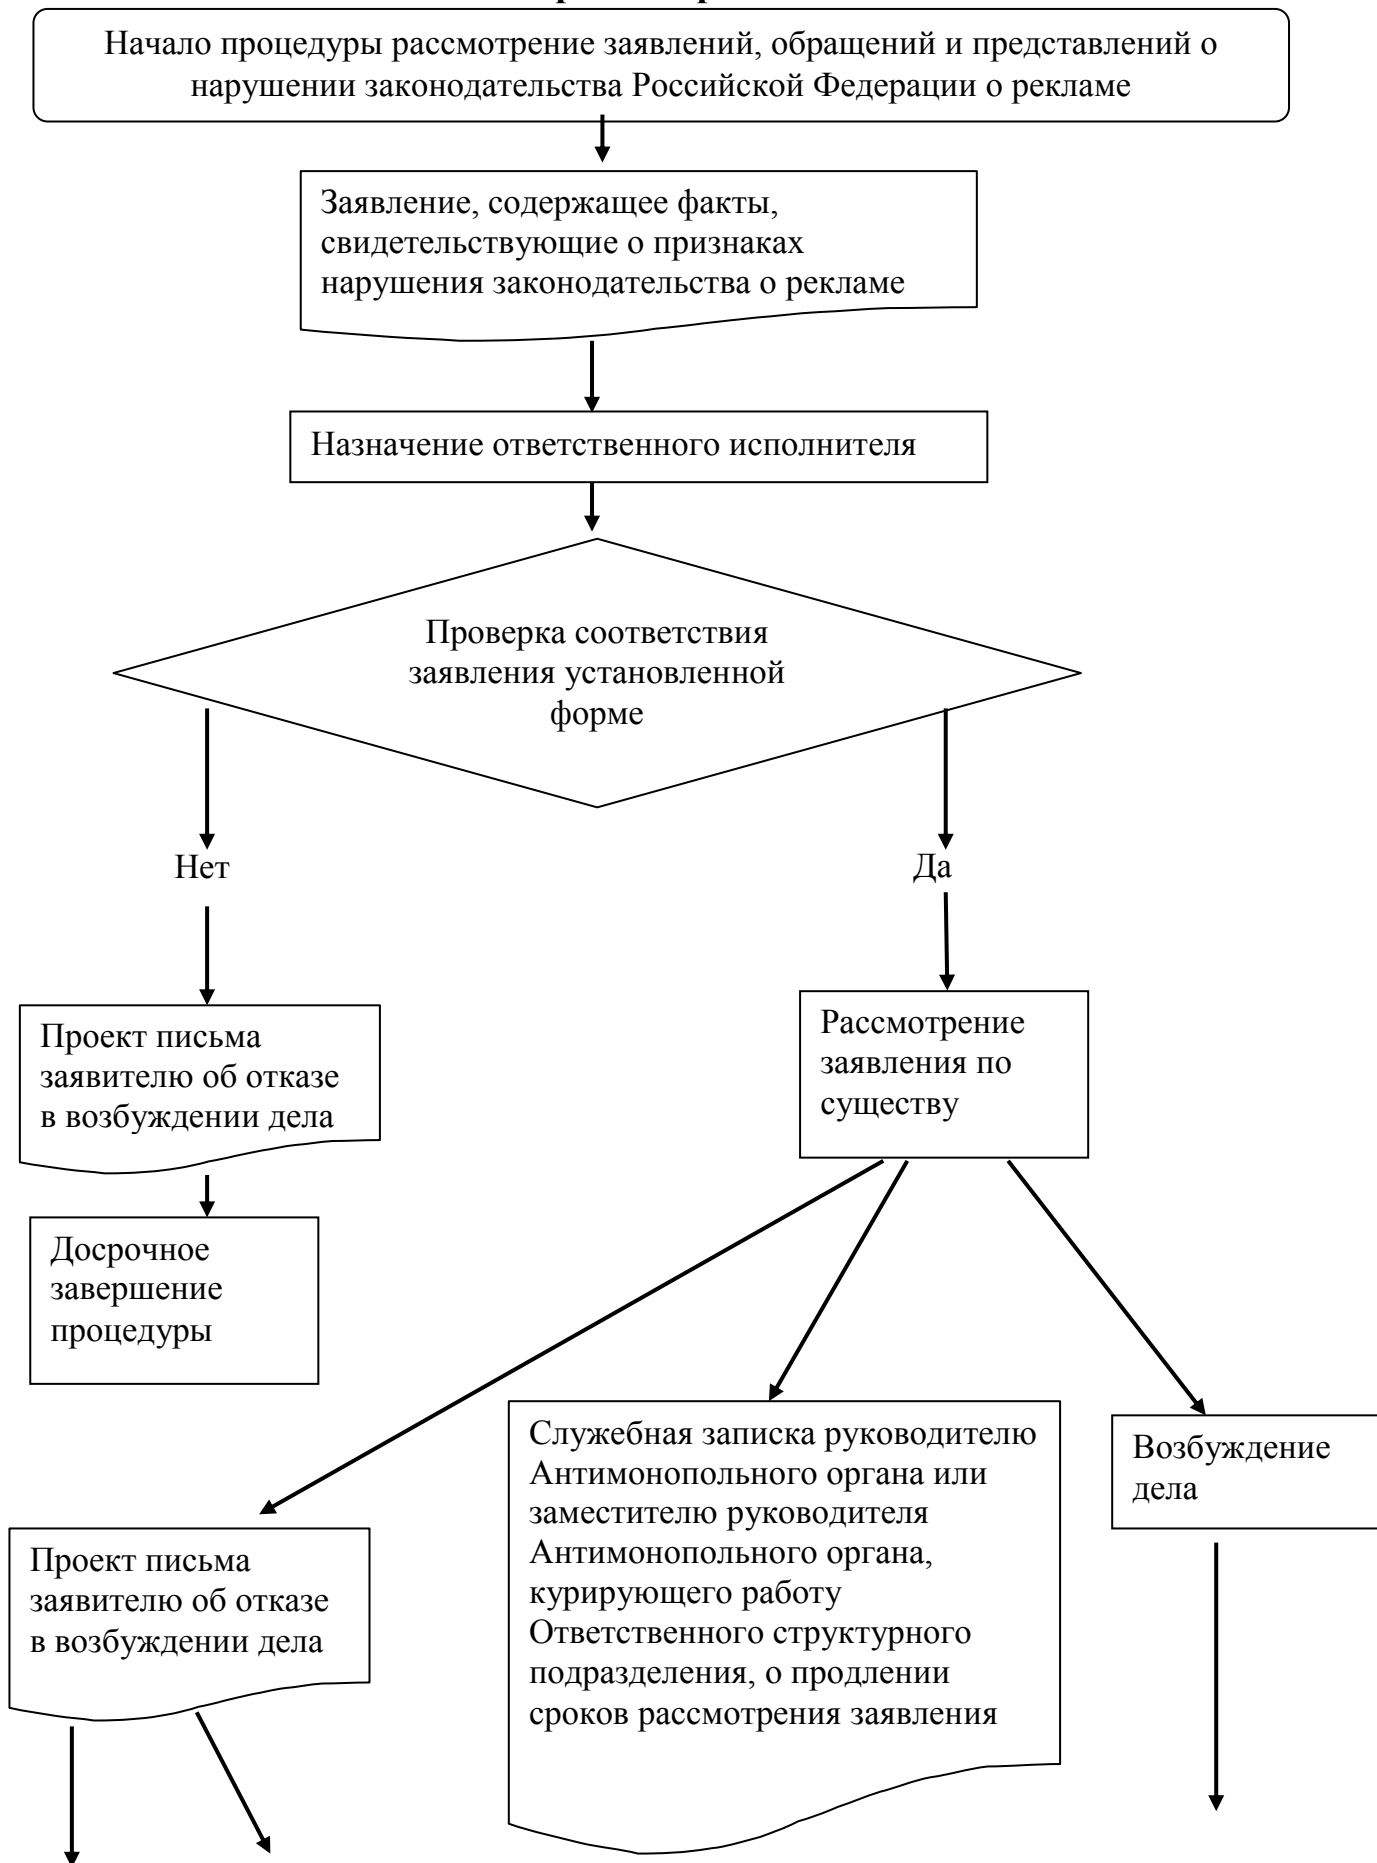 Начало процедуры рассмотрение заявлений, обращений и представлений о
нарушении законодательства Российской Федерации о рекламе
Заявление, содержащее факты,
свидетельствующие о признаках
нарушения законодательства о рекламе
Назначение ответственного исполнителя
Проверка соответствия
заявления установленной
форме
Нет
Да
Проект письма
заявителю об отказе
в возбуждении дела
Рассмотрение
заявления по
существу
Досрочное
завершение
процедуры
Проект письма
заявителю об отказе
в возбуждении дела
Служебная записка руководителю
Антимонопольного органа или
заместителю руководителя
Антимонопольного органа,
курирующего работу
Ответственного структурного
подразделения, о продлении
сроков рассмотрения заявления
Возбуждение
дела